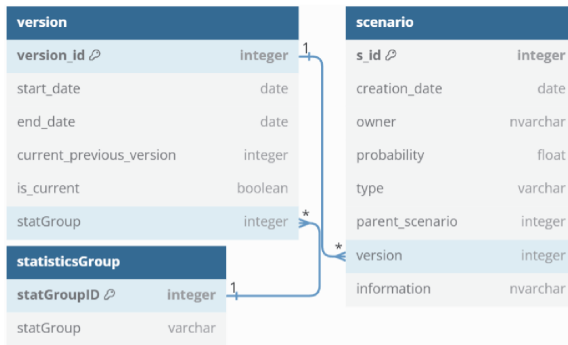 version
version_id integer
start_date date
end_date date
current_previous_version integer
is_current boolean
statGroup integer
1
*
statisticsGroup
statGroupID integer
statGroup varchar
1
*
scenario
s_id integer
creation_date date
owner nvarchar
probability float
type varchar
parent_scenario integer
version integer
information nvarchar